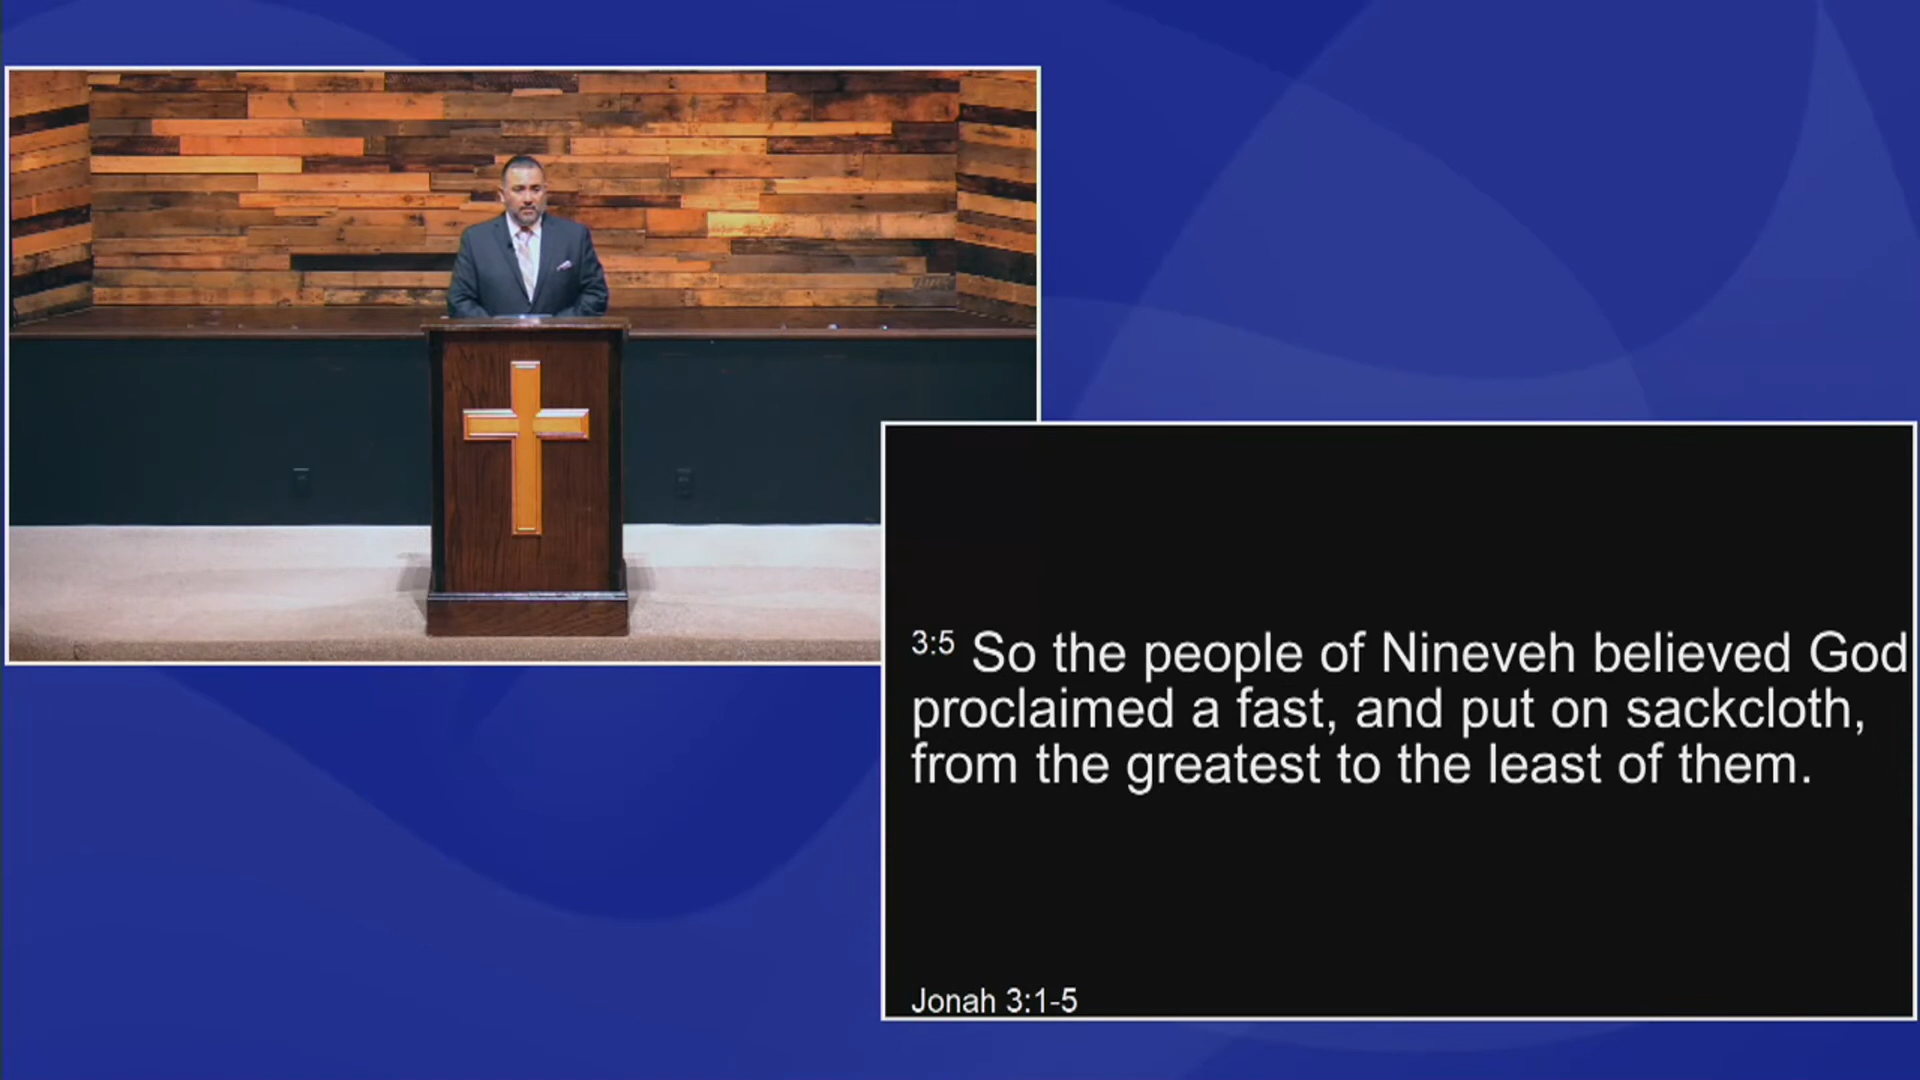 3:5 So the people of Nineveh believed God
proclaimed a fast, and put on sackcloth,
from the greatest to the least of them.
Jonah 3:1-5